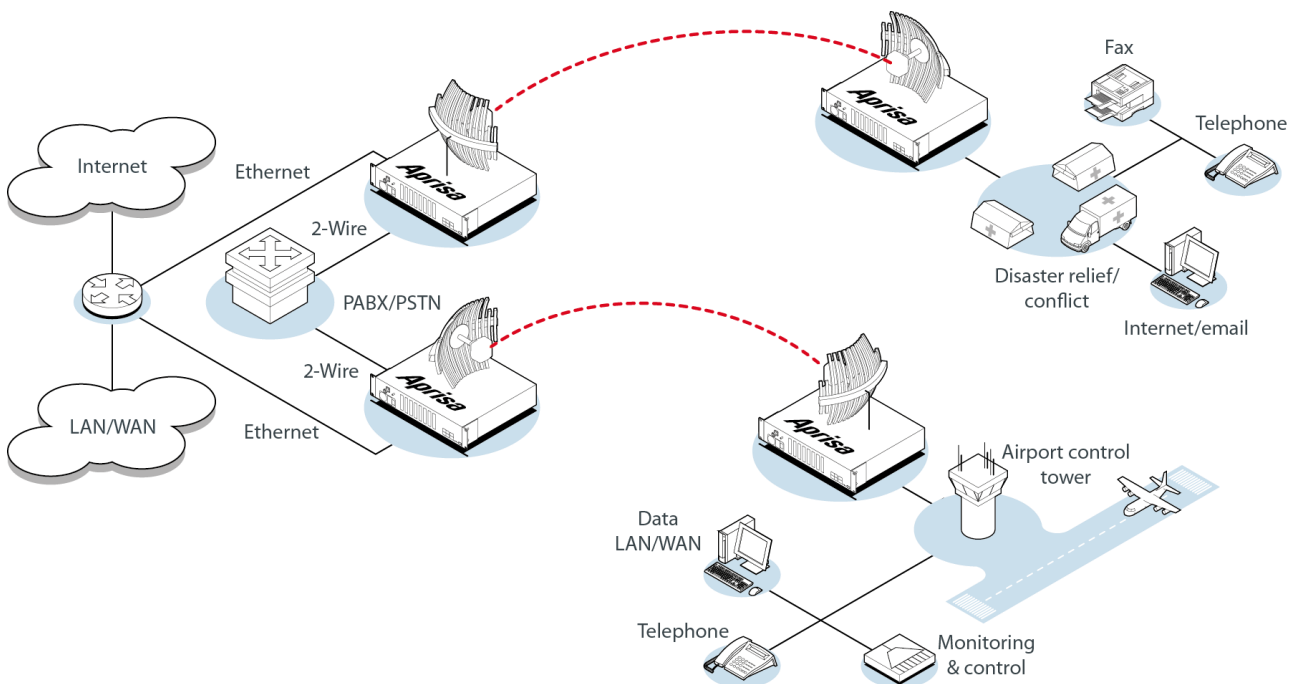 Internet
Ethernet
2-Wire
PABX/PSTN
2-Wire
Ethernet
LAN/WAN
Aprisa
Aprisa
Aprisa
Fax
Telephone
Disaster relief/
conflict
Internet/email
Aprisa
Airport control
tower
Data
LAN/WAN
Telephone
Monitoring
& control